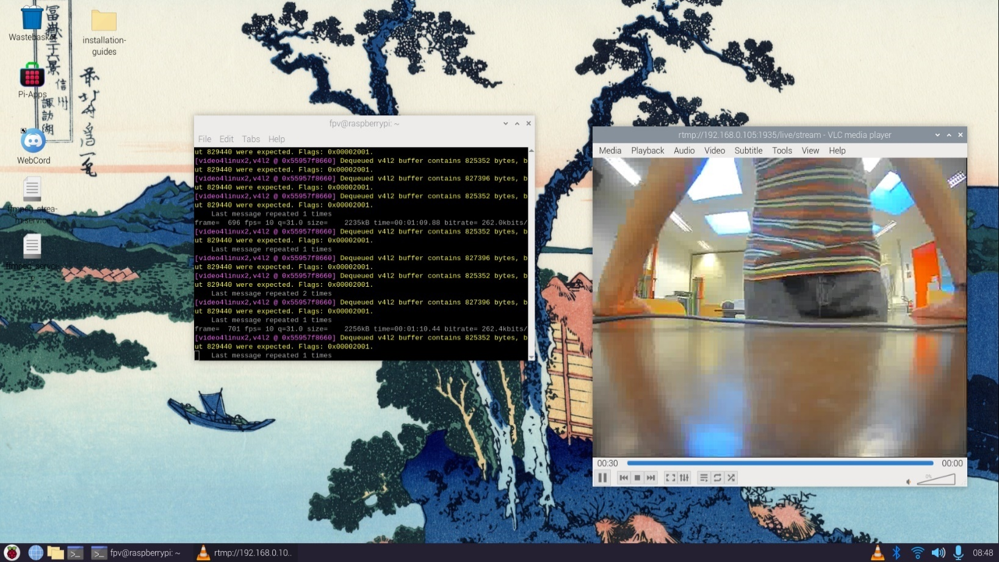 Wastebasket
installation-
guides
Pi-Apps
WebCord
冨嶽三十六景
信州
諏訪湖
fpv@raspberrypi: ~
File Edit Tabs Help
ut 829440 were expected. Flags: 0x00002001.
[video4linux2,v4l2 @ 0x55957f8660] Dequeued v4l2 buffer contains 825352 bytes, b
ut 829440 were expected. Flags: 0x00002001.
[video4linux2,v4l2 @ 0x55957f8660] Dequeued v4l2 buffer contains 827396 bytes, b
ut 829440 were expected. Flags: 0x00002001.
[video4linux2,v4l2 @ 0x55957f8660] Dequeued v4l2 buffer contains 825352 bytes, b
ut 829440 were expected. Flags: 0x00002001.
Last message repeated 1 times
frame= 696 fps= 10 q=31.0 size= 2235kB time=00:01:09.88 bitrate= 262.0kbits/
[video4linux2,v4l2 @ 0x55957f8660] Dequeued v4l2 buffer contains 825352 bytes, b
ut 829440 were expected. Flags: 0x00002001.
Last message repeated 1 times
[video4linux2,v4l2 @ 0x55957f8660] Dequeued v4l2 buffer contains 827396 bytes, b
ut 829440 were expected. Flags: 0x00002001.
[video4linux2,v4l2 @ 0x55957f8660] Dequeued v4l2 buffer contains 825352 bytes, b
ut 829440 were expected. Flags: 0x00002001.
Last message repeated 2 times
[video4linux2,v4l2 @ 0x55957f8660] Dequeued v4l2 buffer contains 827396 bytes, b
ut 829440 were expected. Flags: 0x00002001.
Last message repeated 1 times
frame= 701 fps= 10 q=31.0 size= 2256kB time=00:01:10.44 bitrate= 262.4kbits/
[video4linux2,v4l2 @ 0x55957f8660] Dequeued v4l2 buffer contains 825352 bytes, b
ut 829440 were expected. Flags: 0x00002001.
Last message repeated 1 times
rtmp://192.168.0.105:1935/live/stream - VLC media player
Media Playback Audio Video Subtitle Tools View Help
00:30 00:00
0%
fpv@raspberrypi: ~
rtmp://192.168.0.10..
08:48